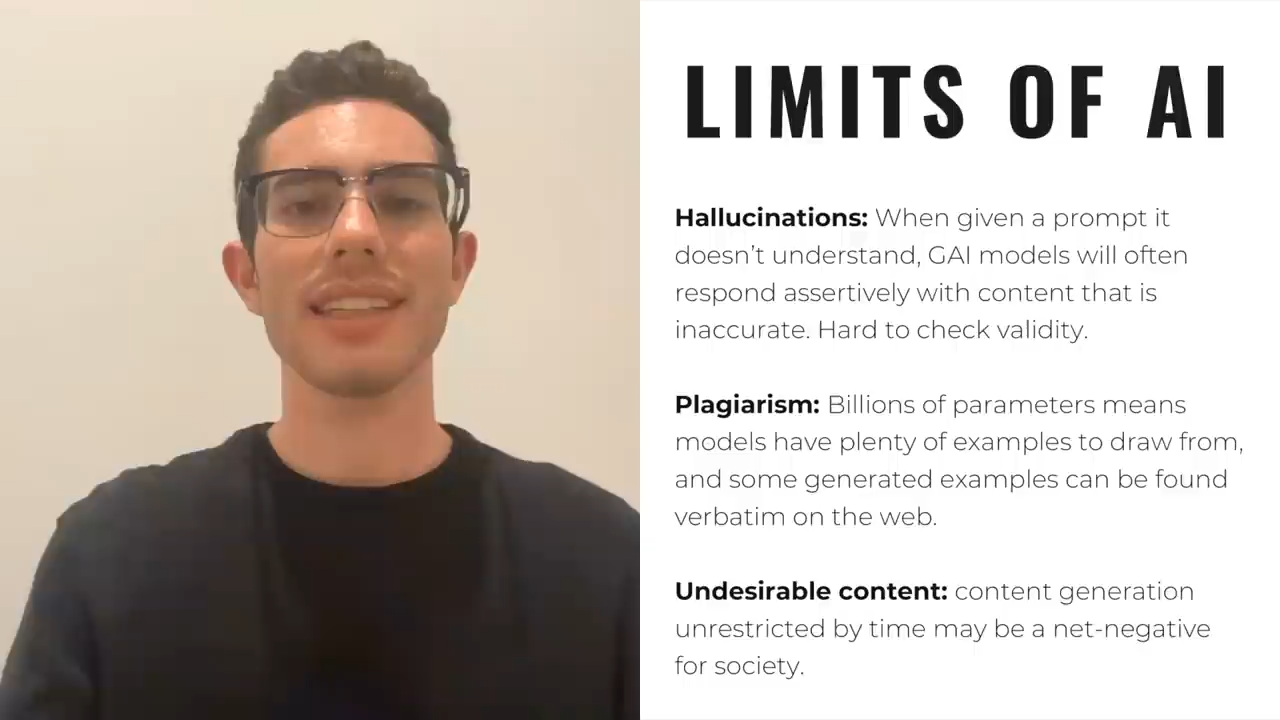 LIMITS OF AI
Hallucinations: When given a prompt it
doesn’t understand, GAI models will often
respond assertively with content that is
inaccurate. Hard to check validity.
Plagiarism: Billions of parameters means
models have plenty of examples to draw from,
and some generated examples can be found
verbatim on the web.
Undesirable content: content generation
unrestricted by time may be a net-negative
for society.